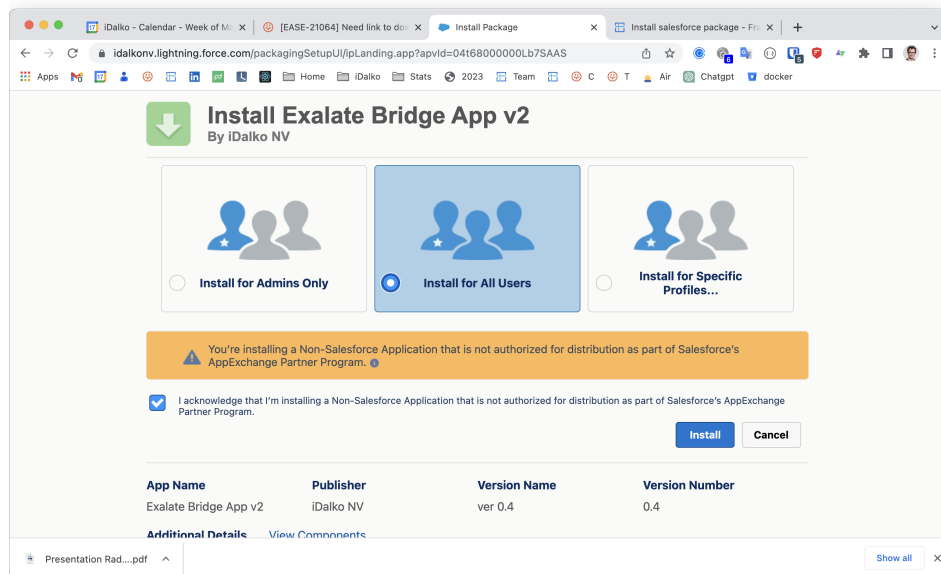 iDalko - Calendar - Week of Ma
[EASE-21064] Need link to dow
Install Package
Install salesforce package - Fra
idalkonv.lightning.force.com/packagingSetupUI/ipLanding.app?apvId=04t68000000Lb7SAAS
Apps
Home
iDalko
Stats
2023
Team
C
T
Air
Chatgpt
docker
Install Exalate Bridge App v2
By iDalko NV
Install for Admins Only
Install for All Users
Install for Specific
Profiles...
You're installing a Non-Salesforce Application that is not authorized for distribution as part of Salesforce's
AppExchange Partner Program.
I acknowledge that I'm installing a Non-Salesforce Application that is not authorized for distribution as part of Salesforce's AppExchange
Partner Program.
Install
Cancel
App Name
Publisher
Version Name
Version Number
Exalate Bridge App v2
iDalko NV
ver 0.4
0.4
Additional Details
View Components
Presentation Rad....pdf
Show all